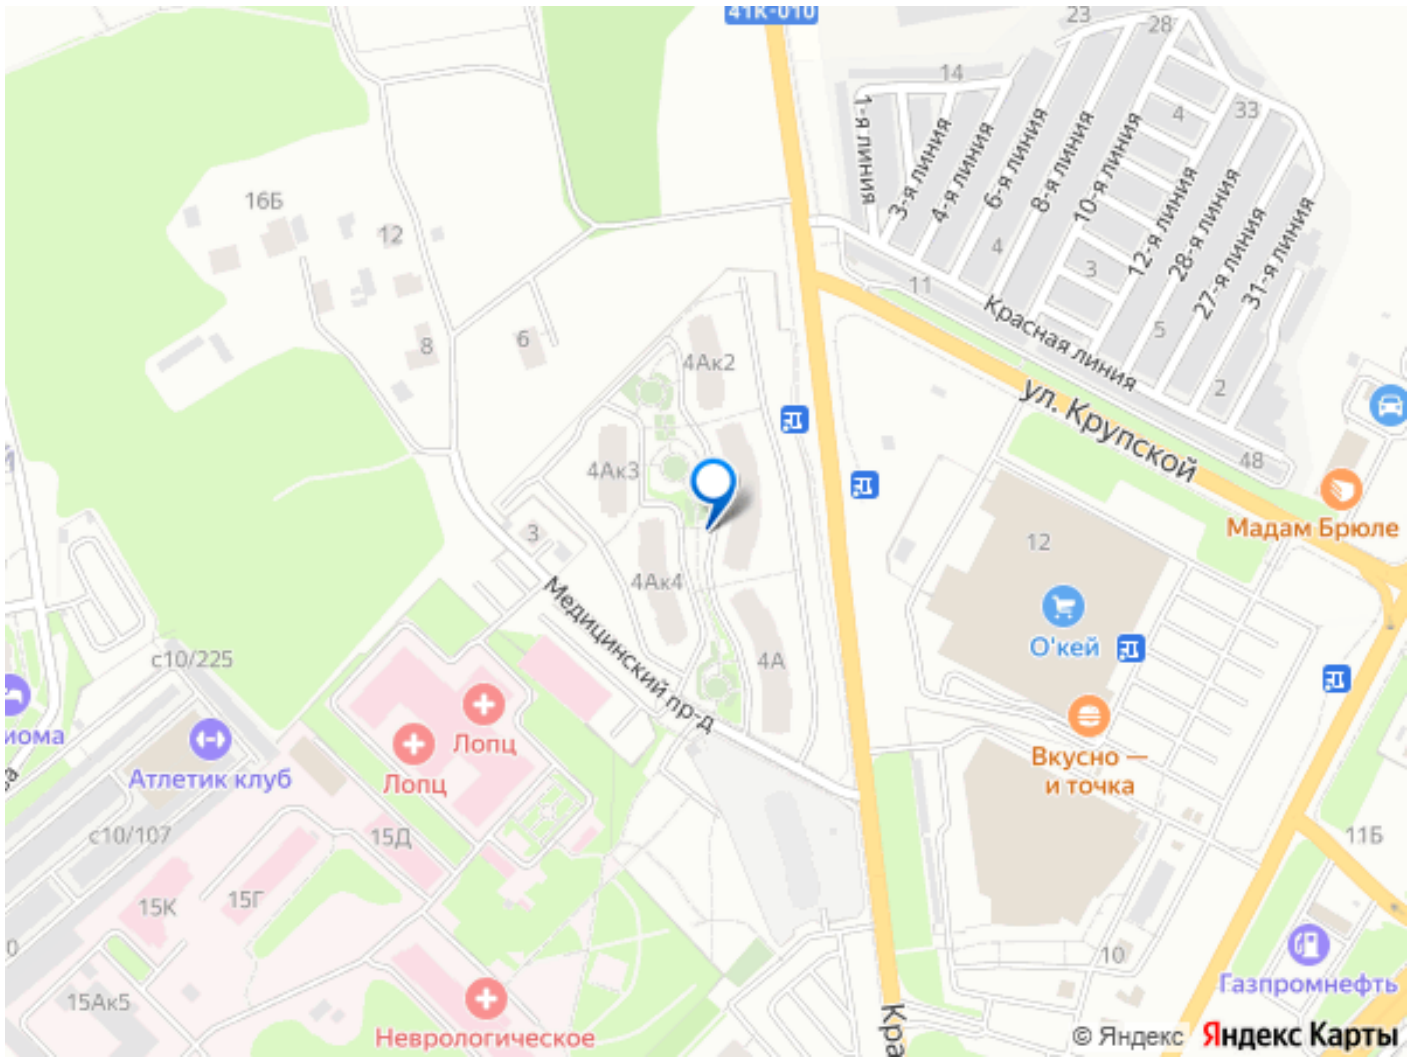 41К-010
23
28
14
33
4
1-я линия
3-я линия
4-я линия
6-я линия
8-я линия
10-я линия
12-я линия
28-я линия
27-я линия
31-я линия
16Б
12
4
3
11
5
2
Красная линия
8
6
4Ак2
ул. Крупской
4Ак3
48
Мадам Брюле
3
12
4Ак4
Медицинский пр-д
О'кей
4А
с10/225
иома
Атлетик клуб
Лопц
Лопц
Вкусно —
и точка
с10/107
15Д
11Б
15К
15Г
0
10
15Ак5
Газпромнефть
Неврологическое
Кра
© Яндекс Яндекс Карты